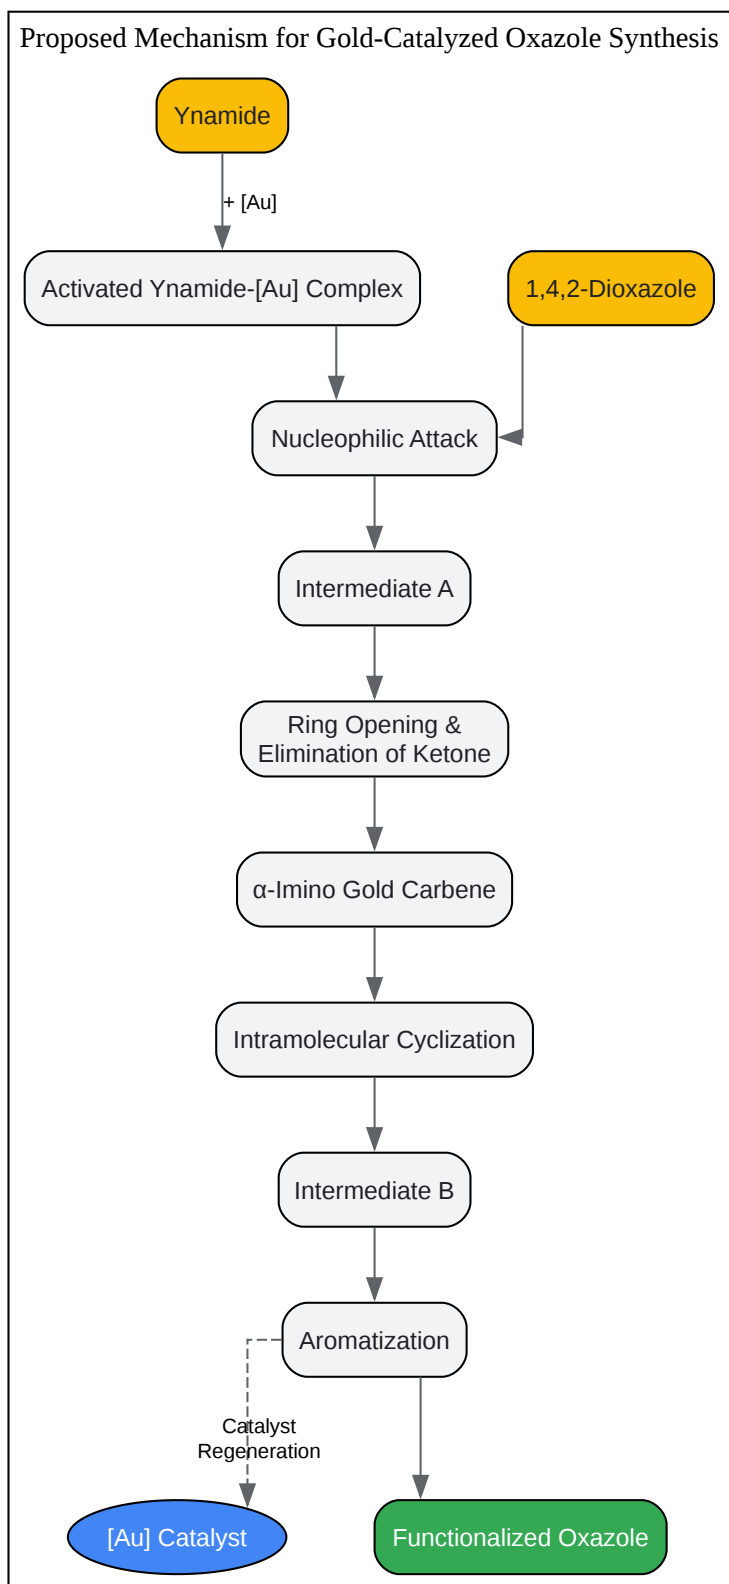 Proposed Mechanism for Gold-Catalyzed Oxazole Synthesis
Ynamide
+ [Au]
Activated Ynamide-[Au] Complex
1,4,2-Dioxazole
Nucleophilic Attack
Intermediate A
Ring Opening &
Elimination of Ketone
α-Imino Gold Carbene
Intramolecular Cyclization
Intermediate B
Aromatization
Catalyst
Regeneration
[Au] Catalyst
Functionalized Oxazole